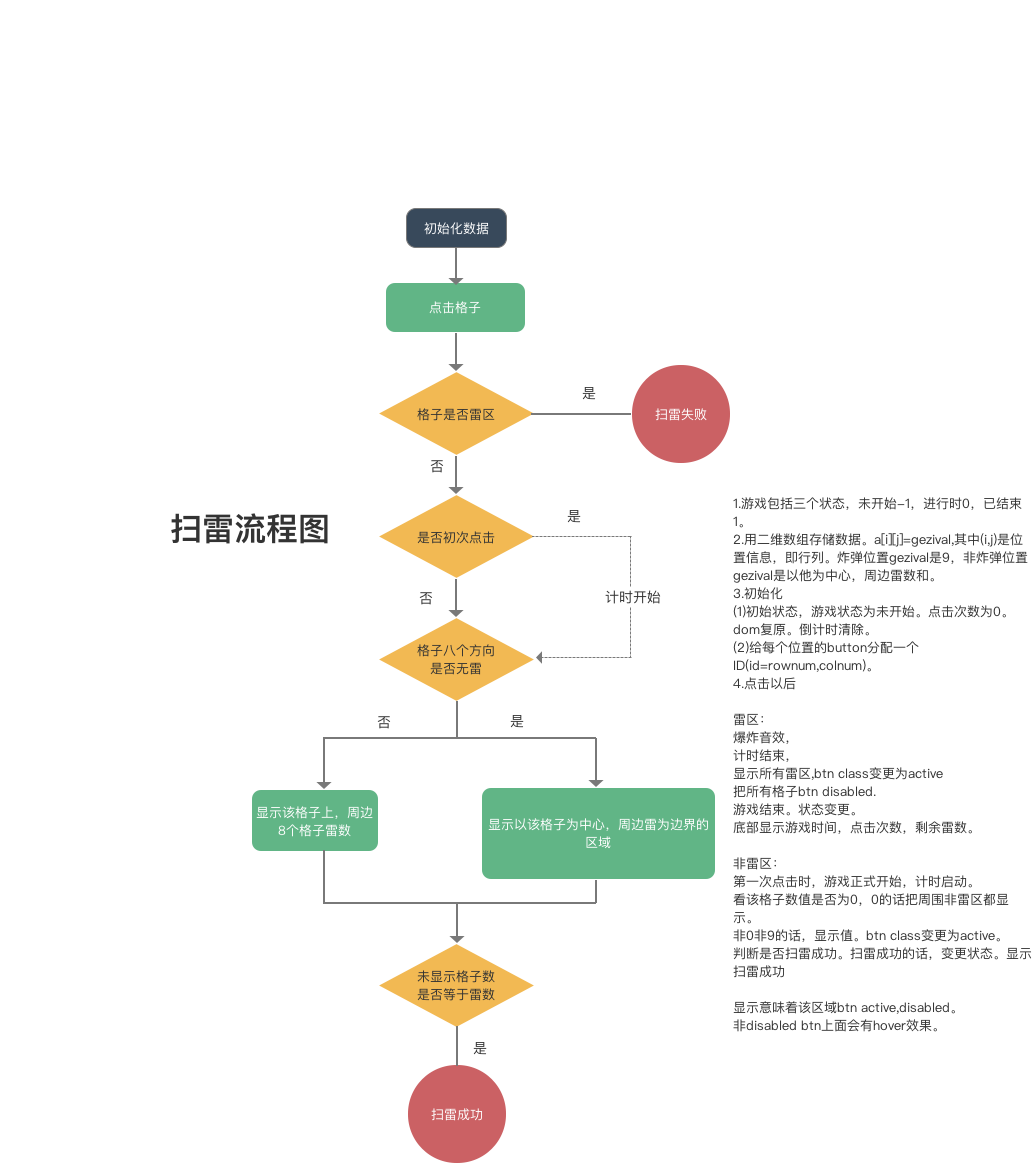 初始化数据
点击格子
格子是否雷区
是
扫雷失败
否
是否初次点击
是
计时开始
否
格子八个方向
是否无雷
否
是
显示该格子上，周边
8个格子雷数
显示以该格子为中心，周边雷为边界的
区域
未显示格子数
是否等于雷数
是
扫雷成功
扫雷流程图
1.游戏包括三个状态，未开始-1，进行时0，已结束
1。
2.用二维数组存储数据。a[i][j]=gezival,其中(i,j)是位
置信息，即行列。炸弹位置gezival是9，非炸弹位置
gezival是以他为中心，周边雷数和。
3.初始化
(1)初始状态，游戏状态为未开始。点击次数为0。
dom复原。倒计时清除。
(2)给每个位置的button分配一个
ID(id=rownum,colnum)。
4.点击以后
雷区：
爆炸音效，
计时结束，
显示所有雷区,btn class变更为active
把所有格子btn disabled.
游戏结束。状态变更。
底部显示游戏时间，点击次数，剩余雷数。
非雷区：
第一次点击时，游戏正式开始，计时启动。
看该格子数值是否为0，0的话把周围非雷区都显
示。
非0非9的话，显示值。btn class变更为active。
判断是否扫雷成功。扫雷成功的话，变更状态。显示
扫雷成功
显示意味着该区域btn active,disabled。
非disabled btn上面会有hover效果。